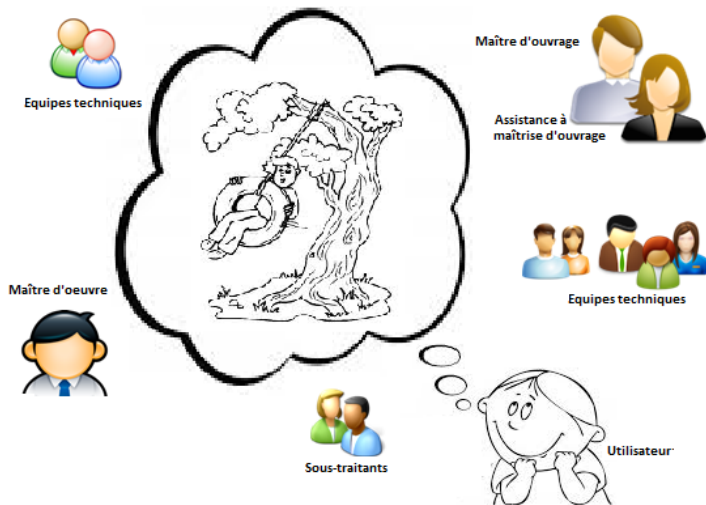 Maître d'ouvrage
Equipes techniques
Assistance à
maîtrise d'ouvrage
Maître d'oeuvre
Equipes techniques
Utilisateur
Sous-traitants